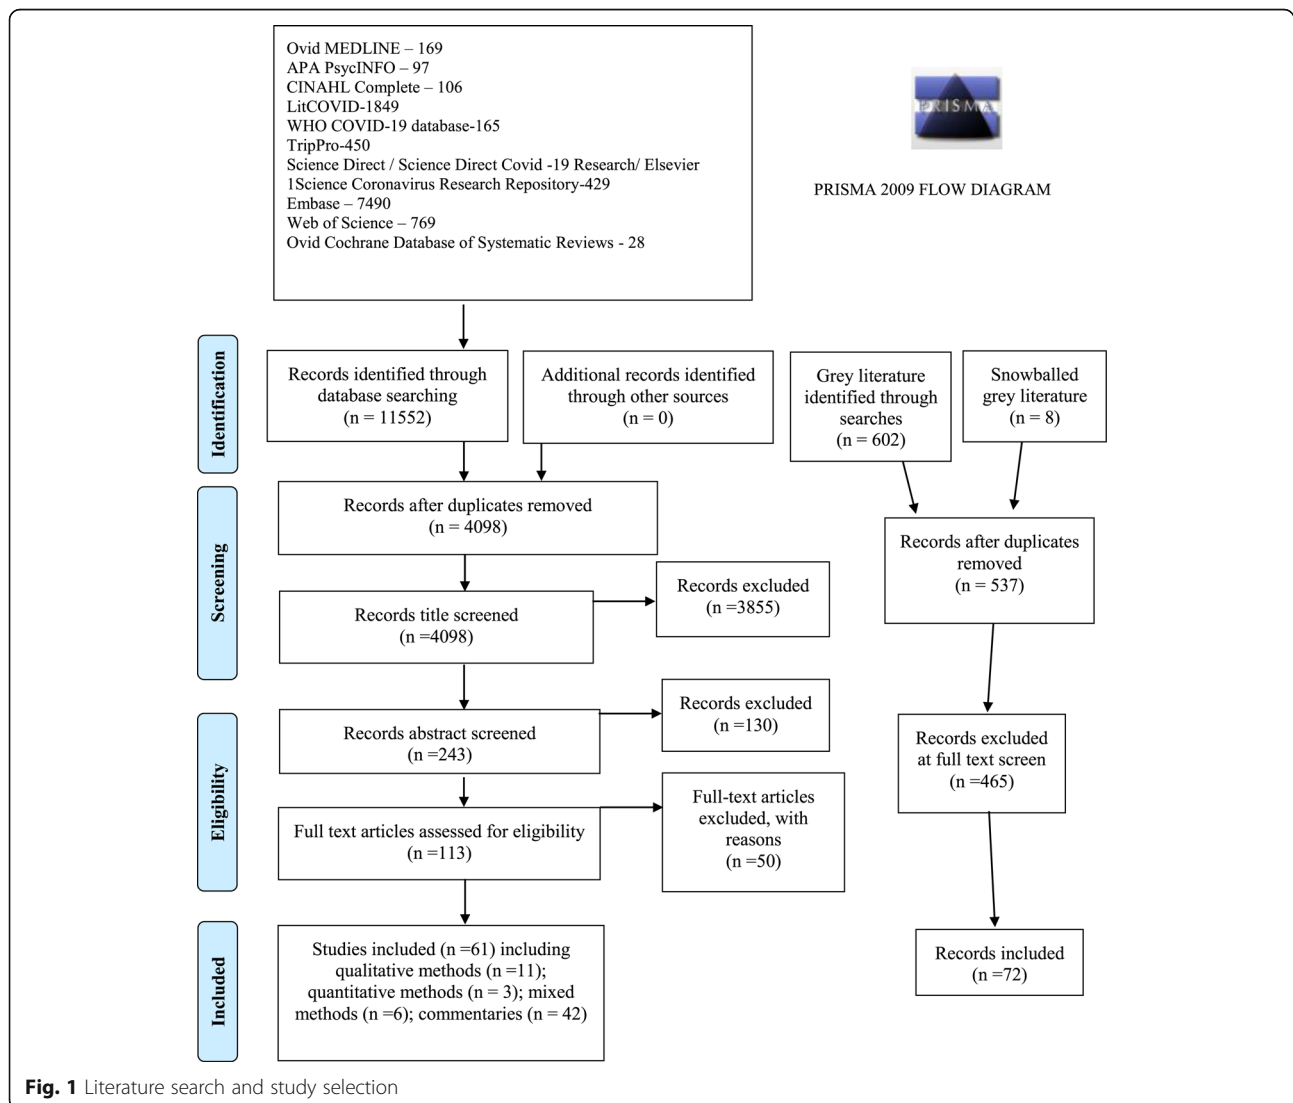 Ovid MEDLINE – 169
APA PsycINFO – 97
CINAHL Complete – 106
LitCOVID-1849
WHO COVID-19 database-165
TripPro-450
Science Direct / Science Direct Covid -19 Research/ Elsevier
1Science Coronavirus Research Repository-429
Embase – 7490
Web of Science – 769
Ovid Cochrane Database of Systematic Reviews - 28
PRISMA
PRISMA 2009 FLOW DIAGRAM
Identification
Records identified through
database searching
(n = 11552)
Additional records identified
through other sources
(n = 0)
Grey literature
identified through
searches
(n = 602)
Snowballed
grey literature
(n = 8)
Screening
Records after duplicates removed
(n = 4098)
Records after duplicates
removed
(n = 537)
Records title screened
(n =4098)
Records excluded
(n =3855)
Eligibility
Records abstract screened
(n =243)
Records excluded
(n =130)
Records excluded
at full text screen
(n =465)
Full text articles assessed for eligibility
(n =113)
Full-text articles
excluded, with
reasons
(n =50)
Included
Studies included (n =61) including
qualitative methods (n =11);
quantitative methods (n = 3); mixed
methods (n =6); commentaries (n = 42)
Records included
(n =72)
Fig. 1 Literature search and study selection